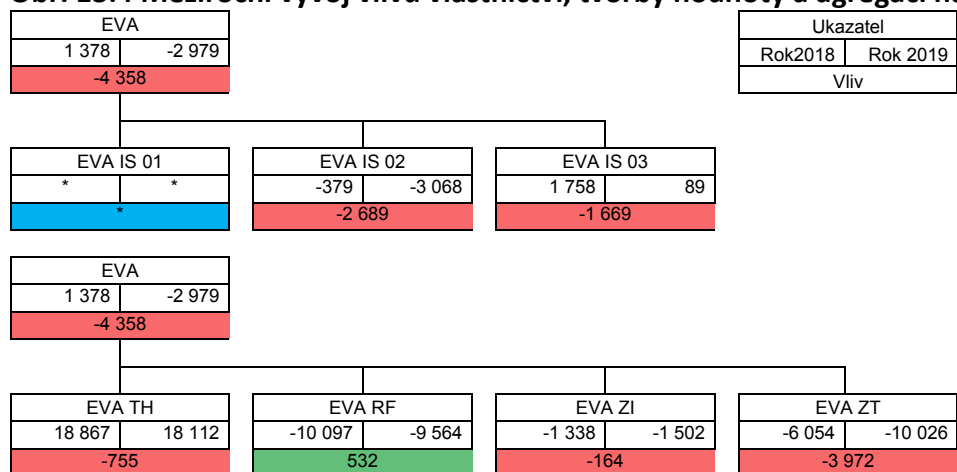 EVA
1 378 -2 979
-4 358
Ukazatel
Rok2018 Rok 2019
Vliv
EVA IS 01
* *
*
EVA IS 02
-379 -3 068
-2 689
EVA IS 03
1 758 89
-1 669
EVA
1 378 -2 979
-4 358
EVA TH
18 867 18 112
-755
EVA RF
-10 097 -9 564
532
EVA ZI
-1 338 -1 502
-164
EVA ZT
-6 054 -10 026
-3 972